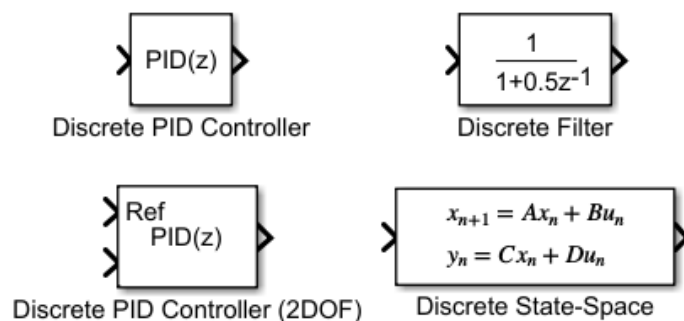 PID(z)
Discrete PID Controller
1
1+0.5z⁻¹
Discrete Filter
Ref
PID(z)
Discrete PID Controller (2DOF)
xₙ₊₁ = Axₙ + Buₙ
yₙ = Cxₙ + Duₙ
Discrete State-Space